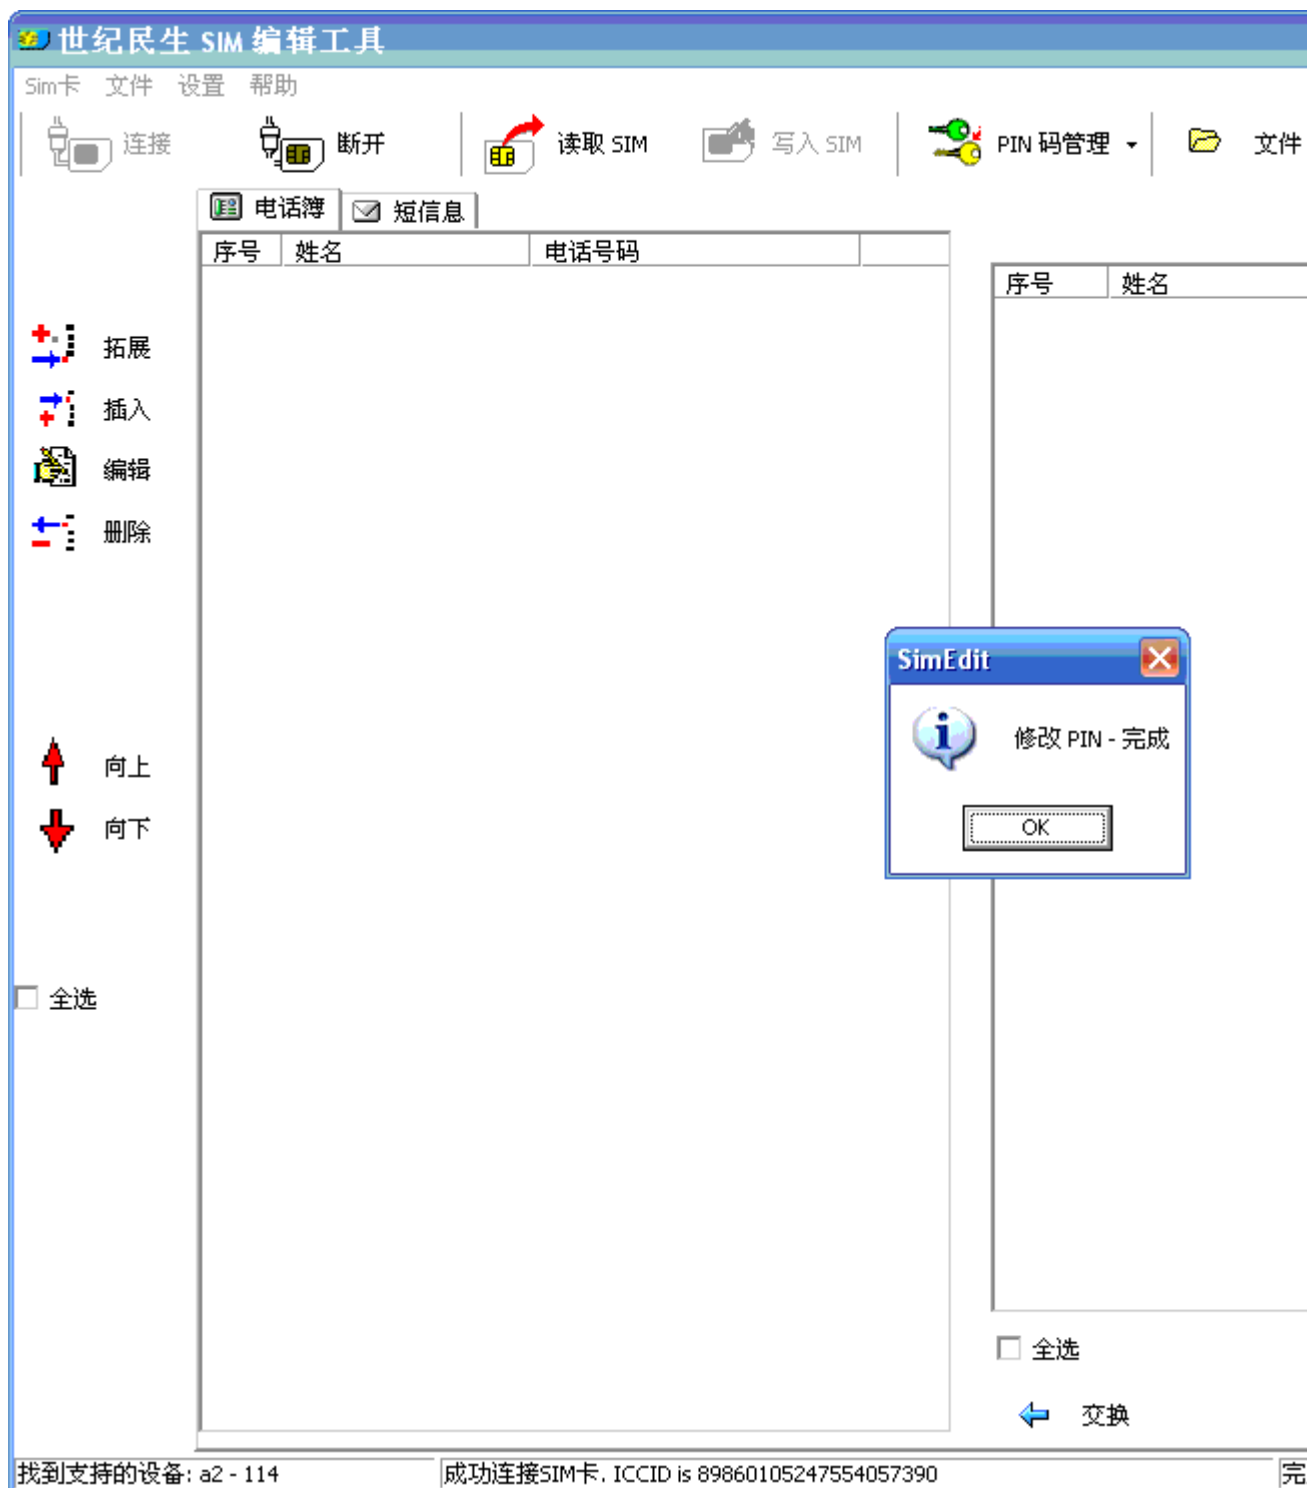 世纪民生 SIM 编辑工具
Sim卡 文件 设置 帮助
连接 断开 读取 SIM 写入 SIM PIN 码管理 文件
电话簿 短信息
序号 姓名 电话号码
序号 姓名
拓展
插入
编辑
删除
SimEdit
修改 PIN - 完成
OK
向上
向下
全选
全选
交换
找到支持的设备: a2 - 114 成功连接SIM卡, ICCID is 89860105247554057390 完